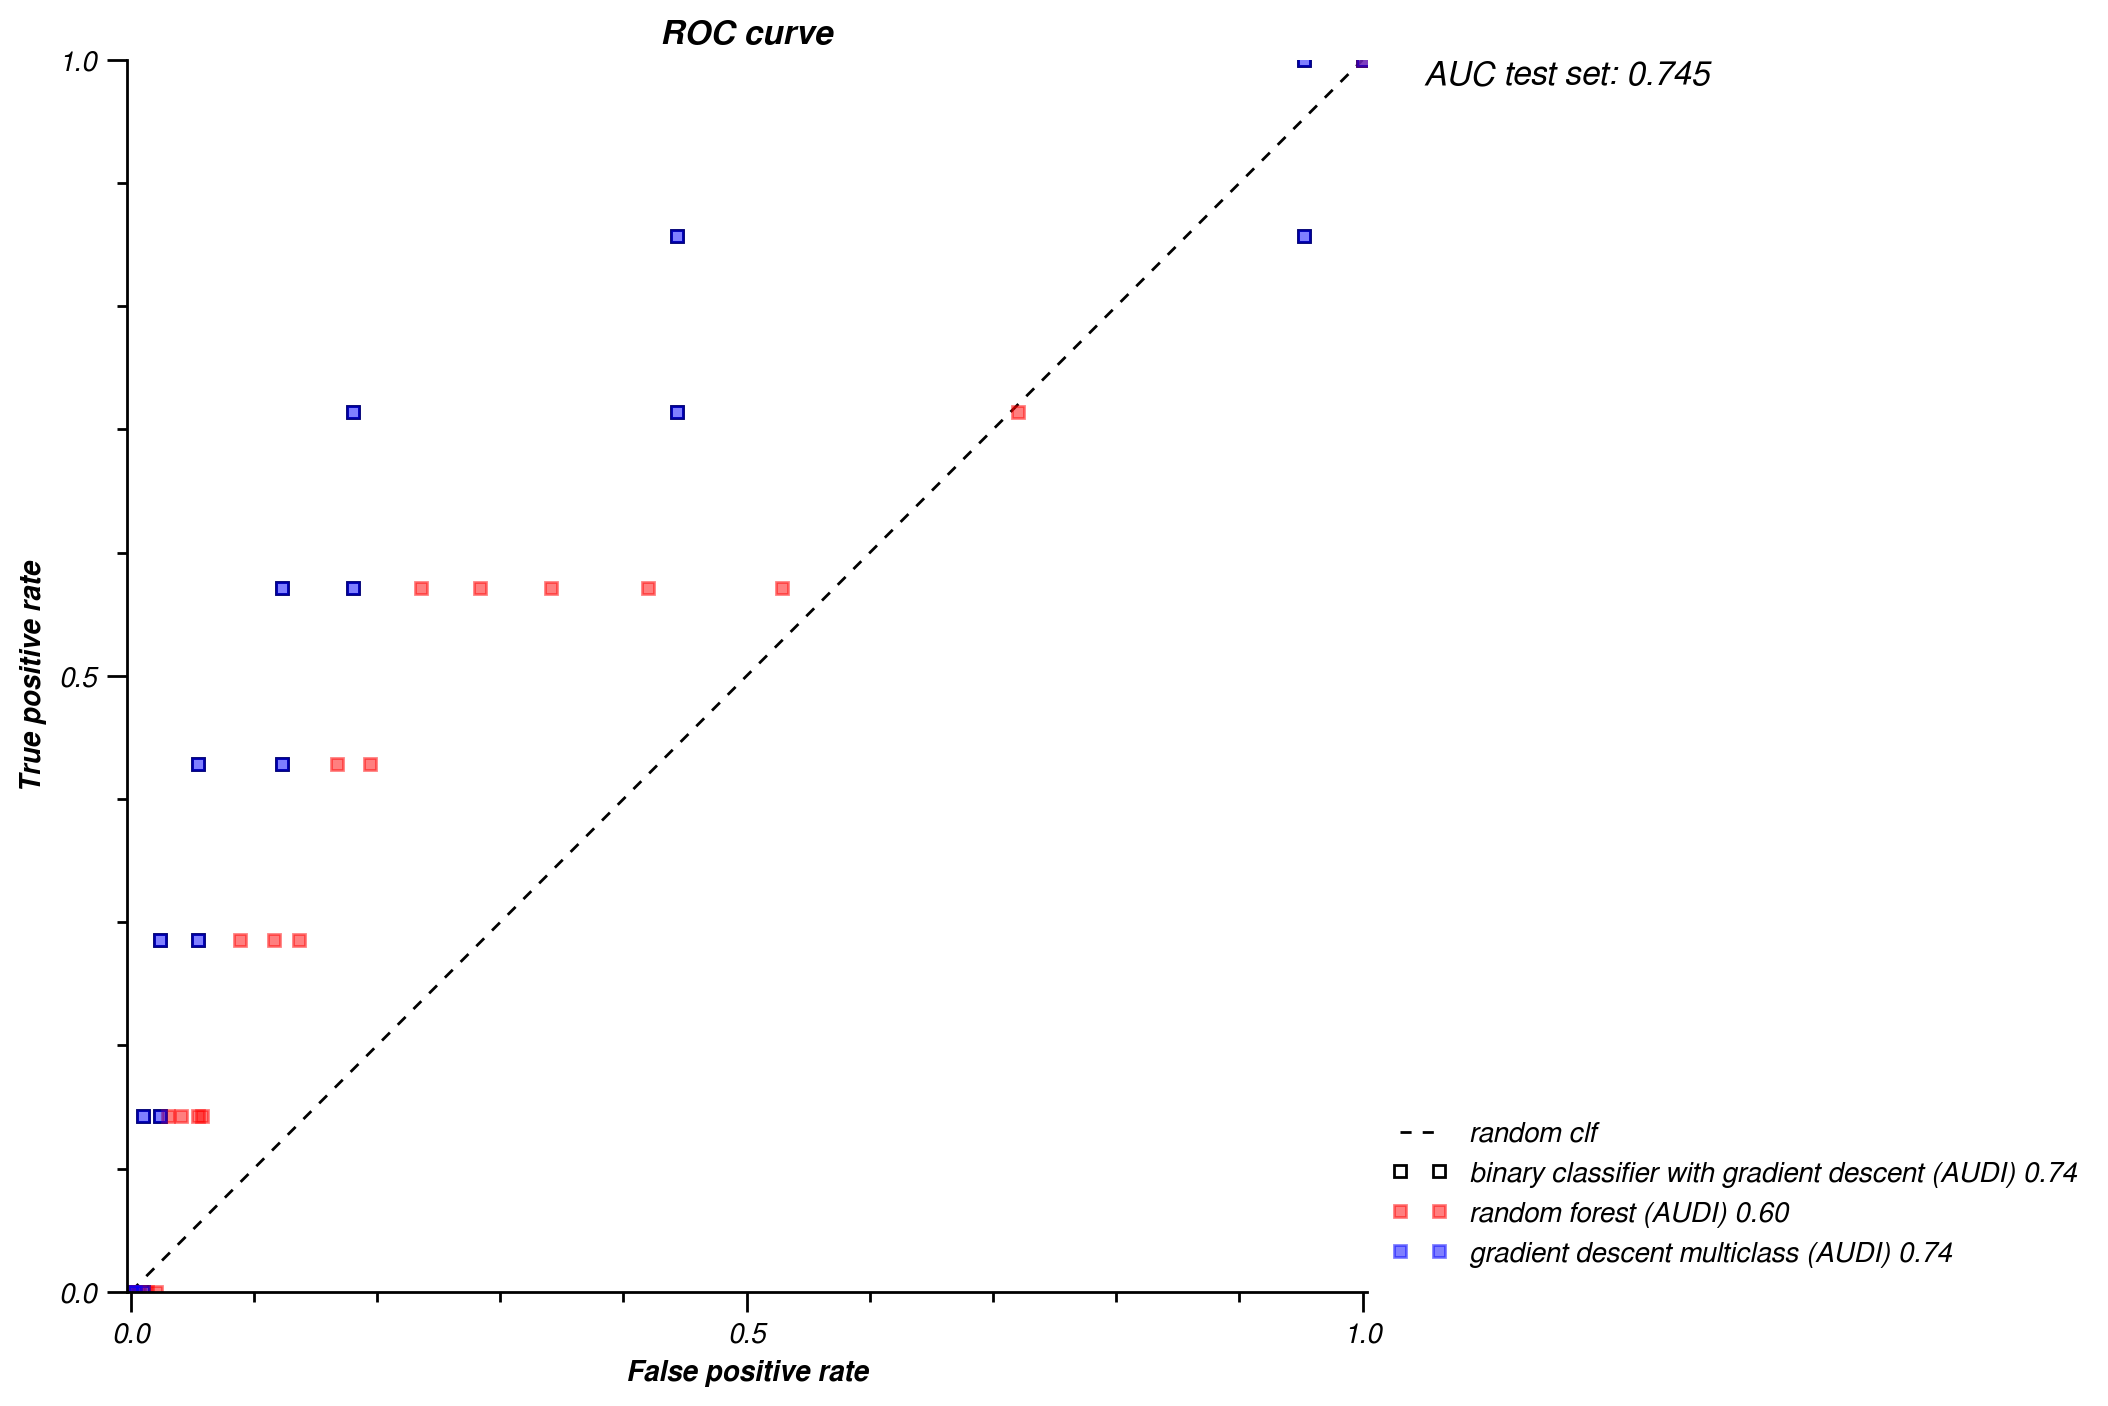 ROC curve
AUC test set: 0.745
1.0
0.5
0.0
True positive rate
0.0
0.5
1.0
False positive rate
random clf
binary classifier with gradient descent (AUDI) 0.74
random forest (AUDI) 0.60
gradient descent multiclass (AUDI) 0.74